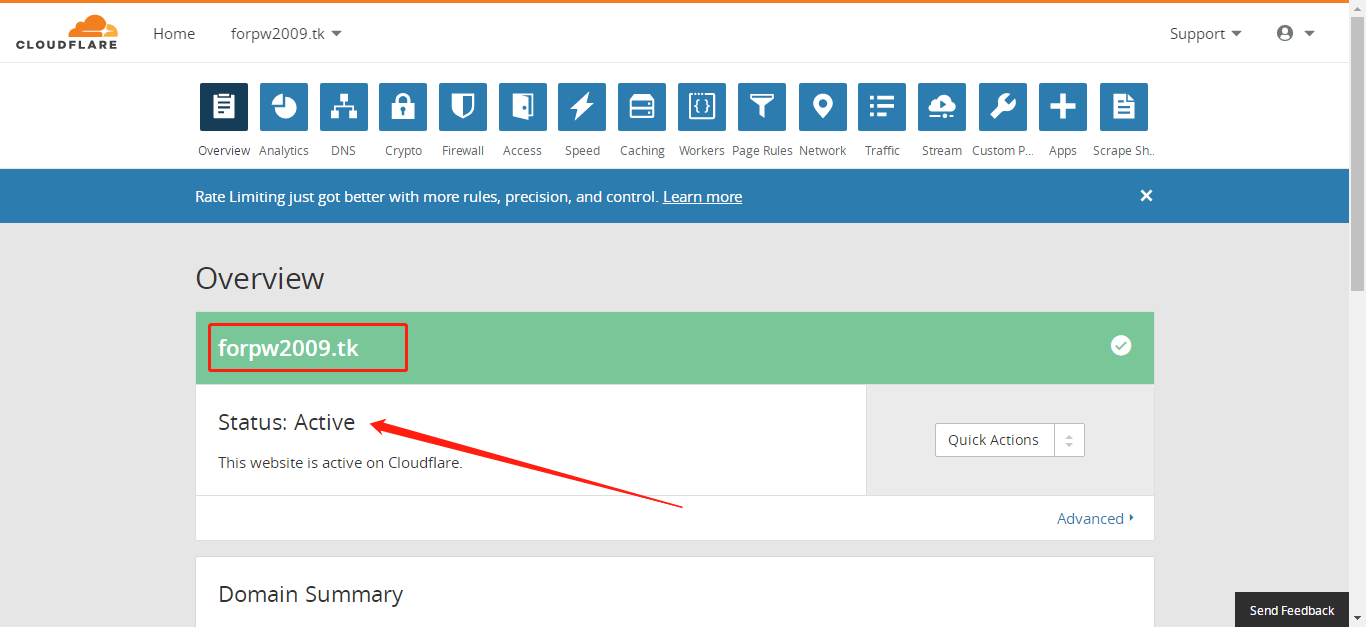 CLOUDFLARE Home forpw2009.tk Support
Overview Analytics DNS Crypto Firewall Access Speed Caching Workers Page Rules Network Traffic Stream Custom P... Apps Scrape Sh..
Rate Limiting just got better with more rules, precision, and control. Learn more
Overview
forpw2009.tk
Status: Active
This website is active on Cloudflare.
Quick Actions
Advanced
Domain Summary
Send Feedback